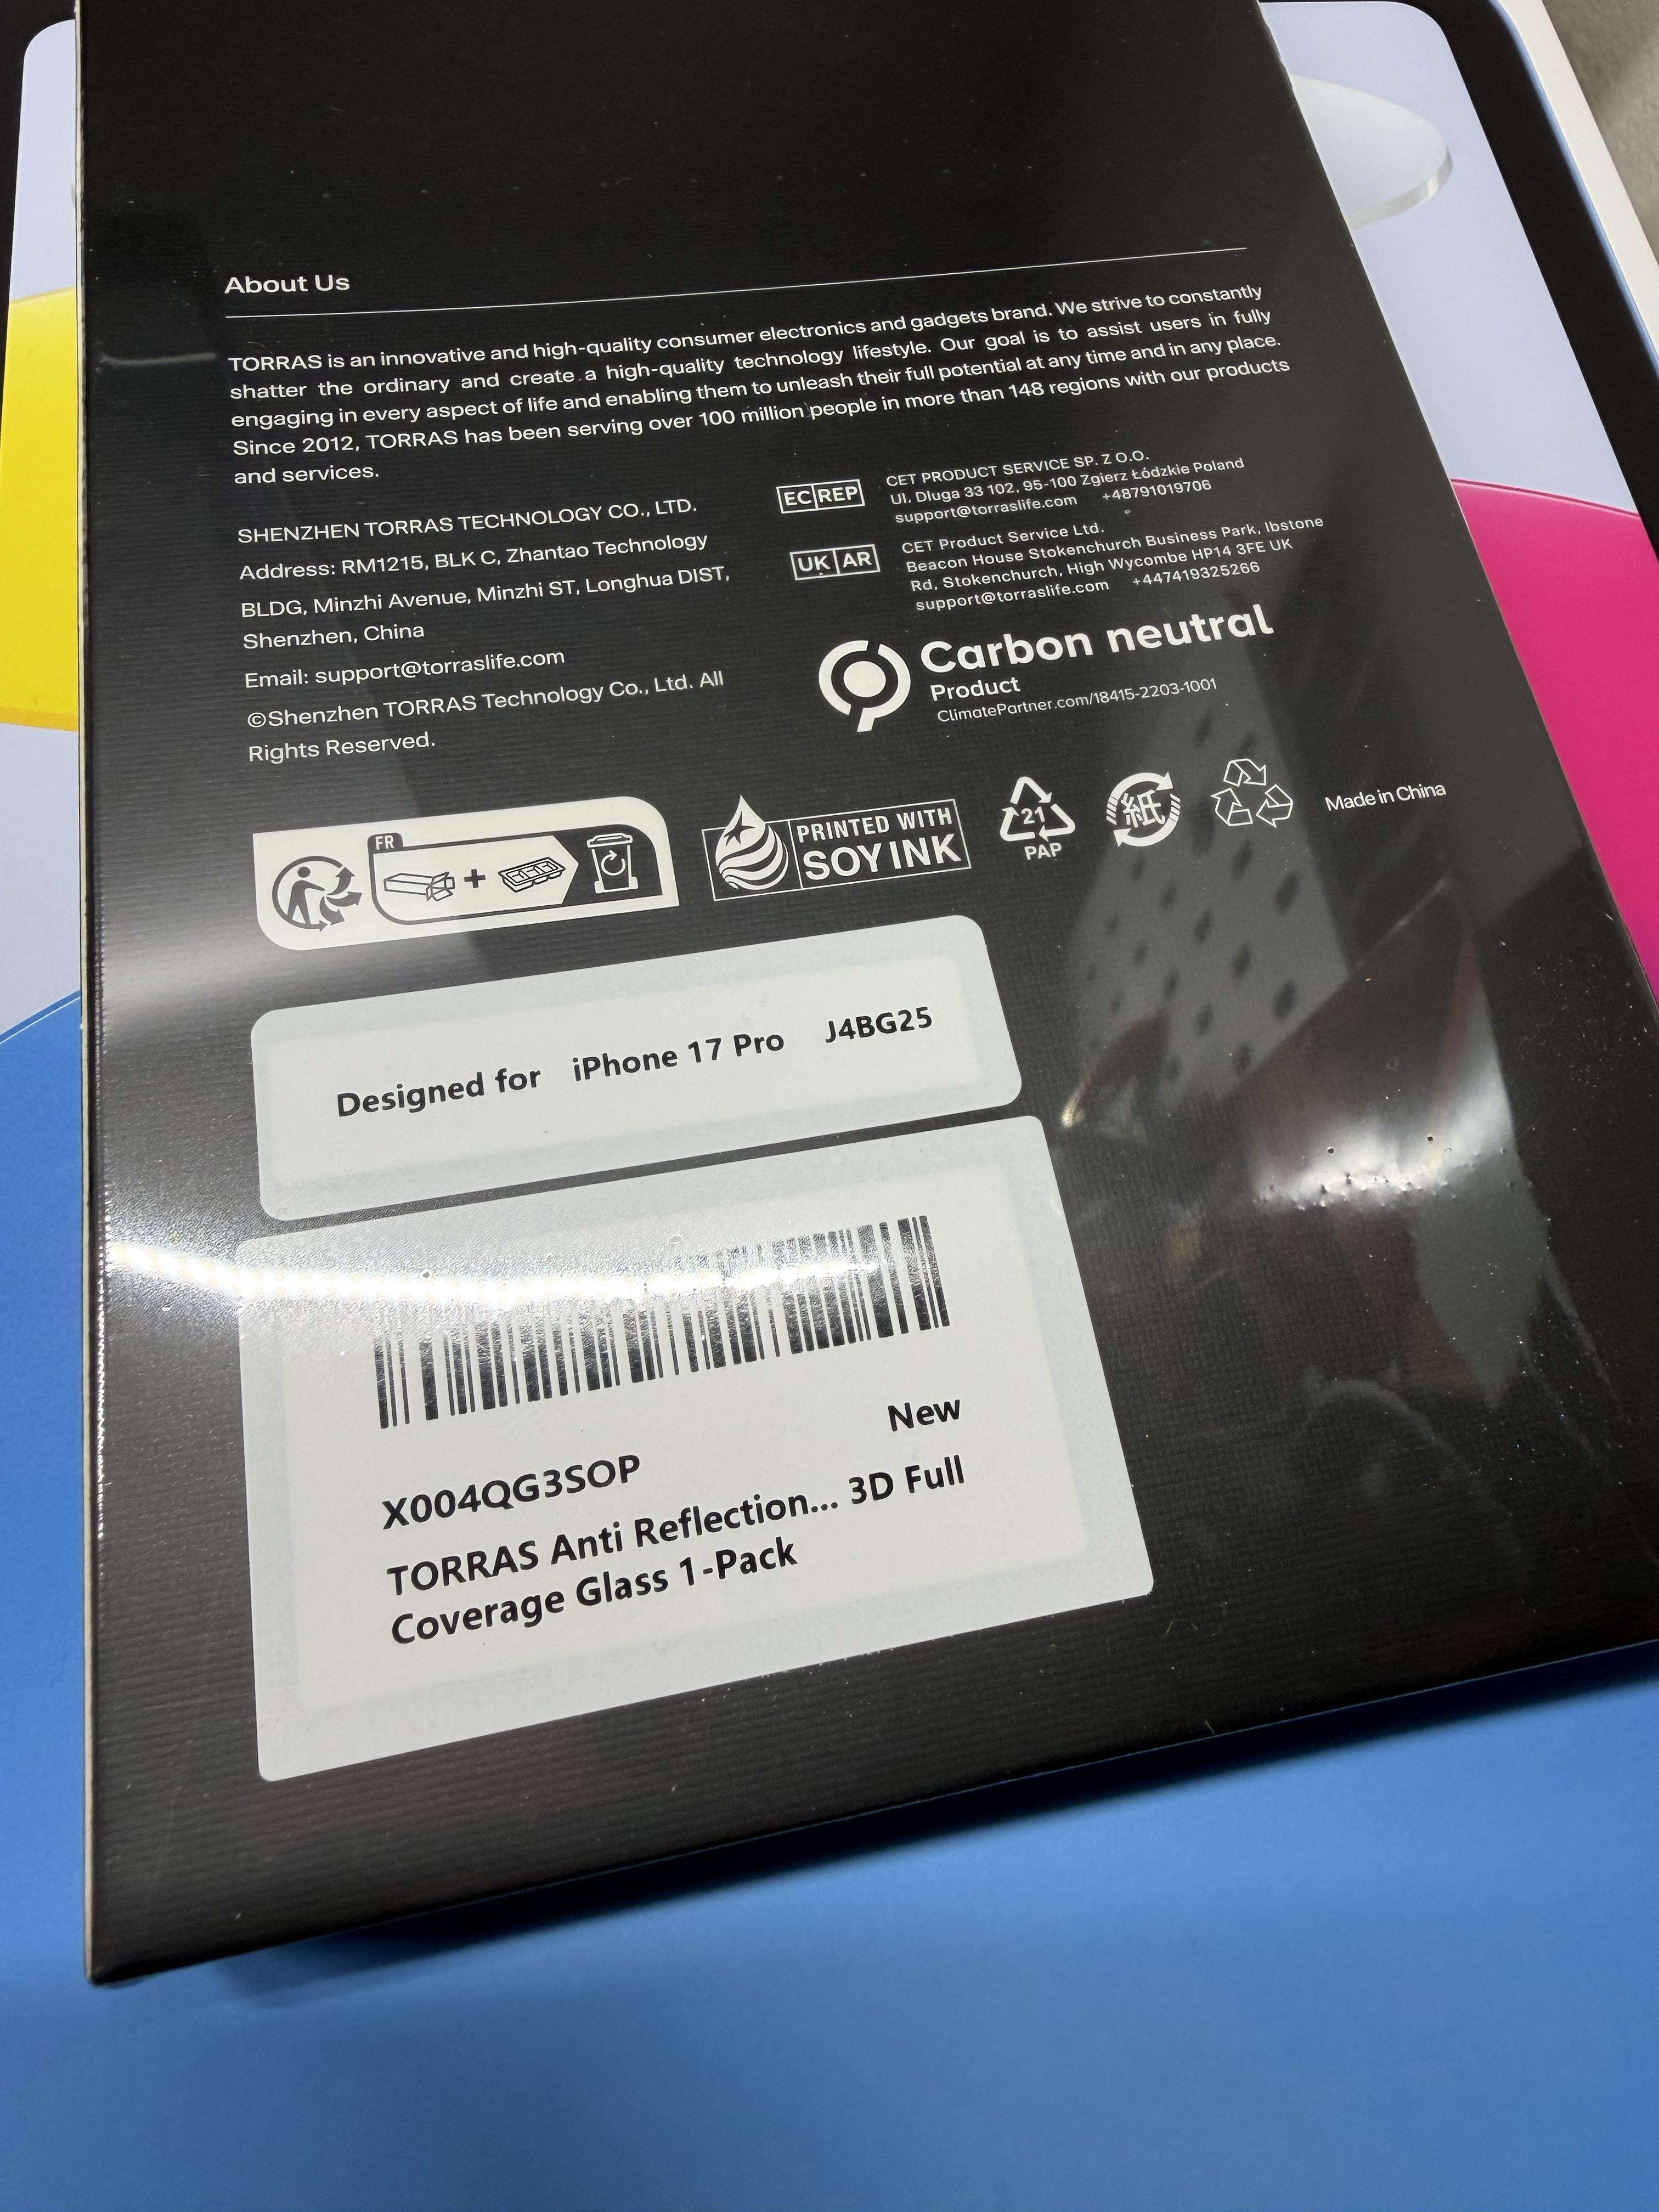 About Us
TORRAS is an innovative and high-quality consumer electronics and gadgets brand. We strive to constantly
shatter the ordinary and create a high-quality technology lifestyle. Our goal is to assist users in fully
engaging in every aspect of life and enabling them to unleash their full potential at any time and in any place.
Since 2012, TORRAS has been serving over 100 million people in more than 148 regions with our products
and services.
SHENZHEN TORRAS TECHNOLOGY CO., LTD.
Address: RM1215, BLK C, Zhantao Technology
BLDG, Minzhi Avenue, Minzhi ST, Longhua DIST,
Shenzhen, China
Email: support@torraslife.com
©Shenzhen TORRAS Technology Co., Ltd. All
Rights Reserved.
EC REP
CET PRODUCT SERVICE SP. Z O.O.
Ul. Dluga 33 102, 95-100 Zgierz Łódzkie Poland
support@torraslife.com +48791019706
UK AR
CET Product Service Ltd.
Beacon House Stokenchurch Business Park, Ibstone
Rd, Stokenchurch, High Wycombe HP14 3FE UK
support@torraslife.com +447419325266
Carbon neutral
Product
ClimatePartner.com/18415-2203-1001
FR
+
PRINTED WITH
SOY INK
21
PAP
紙
Made in China
Designed for iPhone 17 Pro J4BG25
New
X004QG3SOP
TORRAS Anti Reflection... 3D Full
Coverage Glass 1-Pack